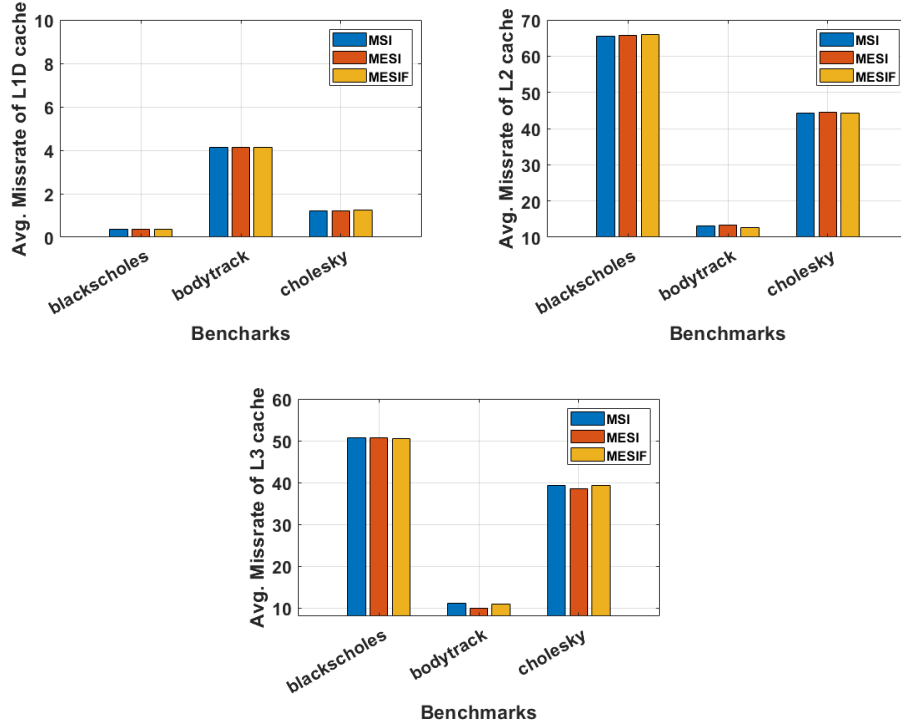 Avg. Missrate of L1D cache
10
8
6
4
2
0
MSI
MESI
MESIF
blackscholes
bodytrack
cholesky
Bencharks
Avg. Missrate of L2 cache
70
60
50
40
30
20
10
MSI
MESI
MESIF
blackscholes
bodytrack
cholesky
Benchmarks
Avg. Missrate of L3 cache
60
50
40
30
20
10
MSI
MESI
MESIF
blackscholes
bodytrack
cholesky
Benchmarks